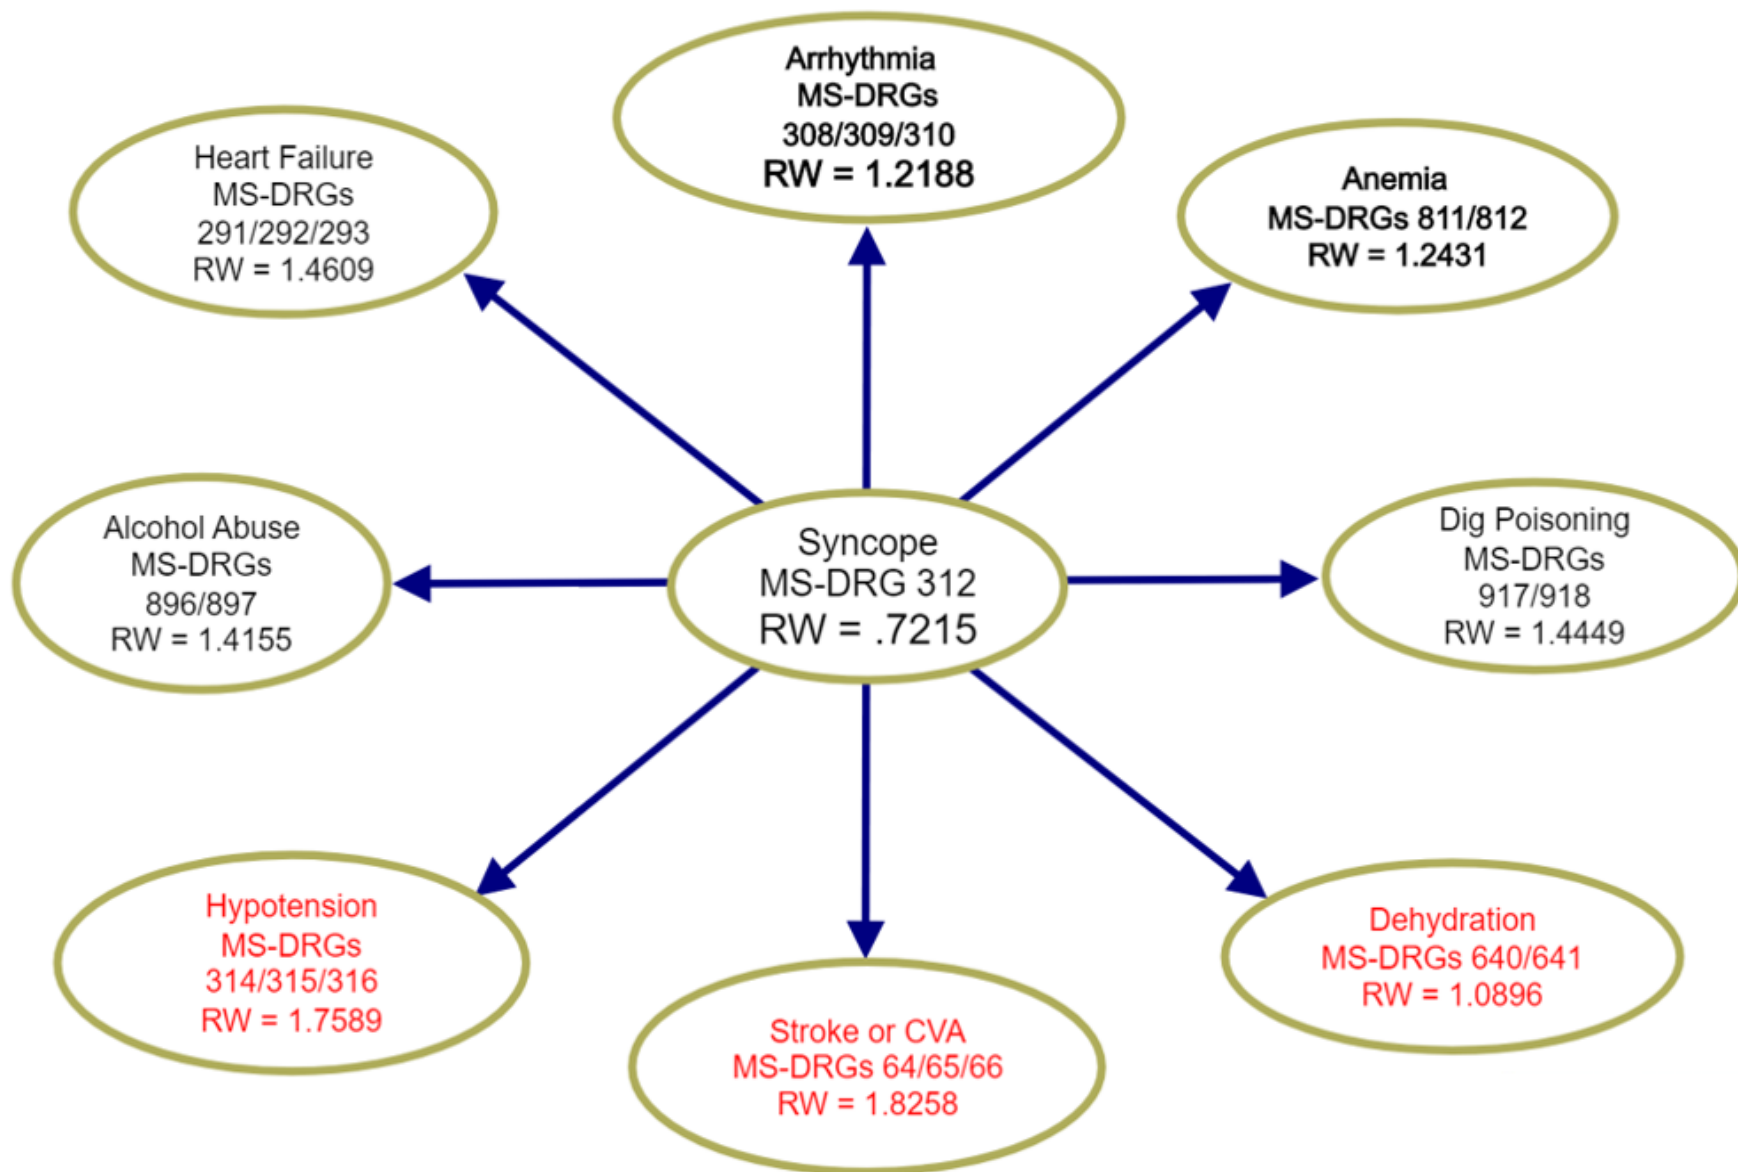 Arrhythmia
MS-DRGs
308/309/310
RW = 1.2188
Heart Failure
MS-DRGs
291/292/293
RW = 1.4609
Anemia
MS-DRGs 811/812
RW = 1.2431
Alcohol Abuse
MS-DRGs
896/897
RW = 1.4155
Syncope
MS-DRG 312
RW = .7215
Dig Poisoning
MS-DRGs
917/918
RW = 1.4449
Hypotension
MS-DRGs
314/315/316
RW = 1.7589
Stroke or CVA
MS-DRGs 64/65/66
RW = 1.8258
Dehydration
MS-DRGs 640/641
RW = 1.0896